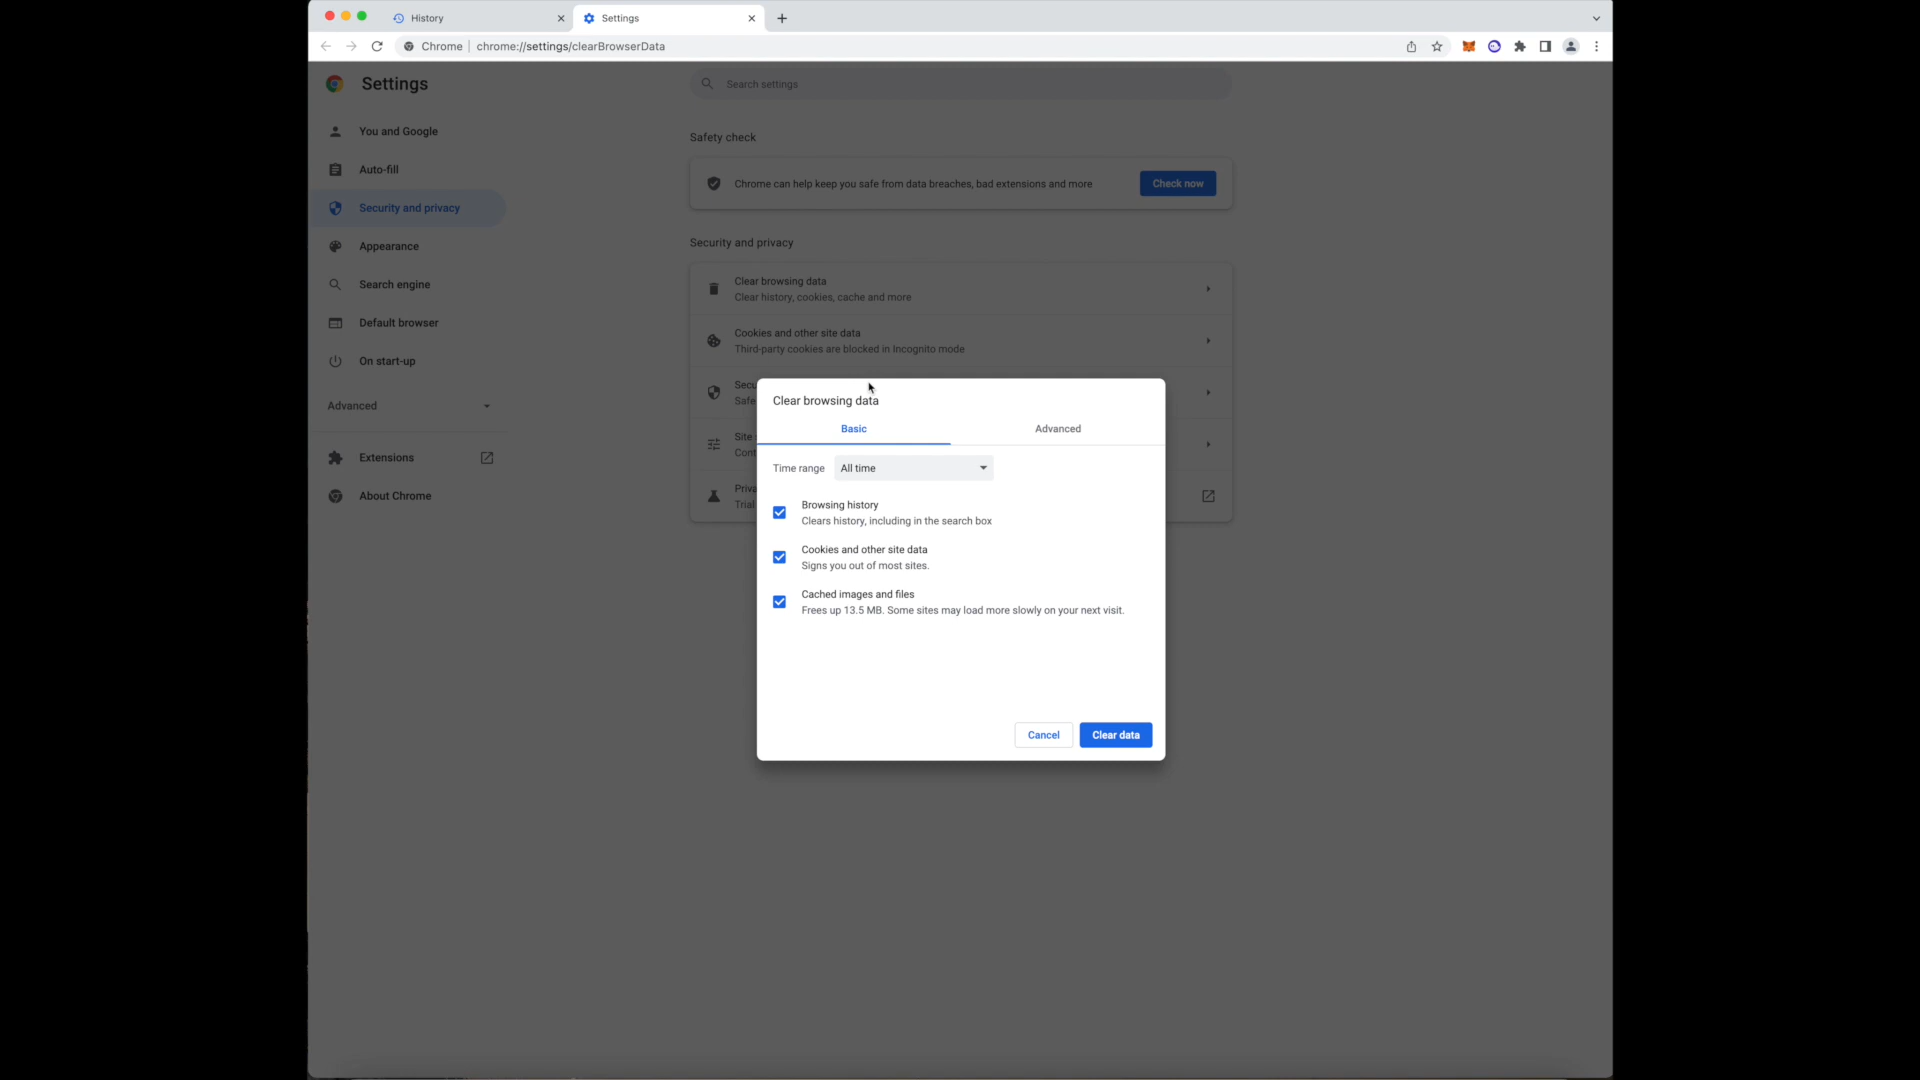 History
Settings
Chrome
chrome://settings/clearBrowserData
Settings
Search settings
You and Google
Auto-fill
Security and privacy
Appearance
Search engine
Default browser
On start-up
Advanced
Extensions
About Chrome
Safety check
Chrome can help keep you safe from data breaches, bad extensions and more
Check now
Security and privacy
Clear browsing data
Clear history, cookies, cache and more
Cookies and other site data
Third-party cookies are blocked in Incognito mode
Secu
Safe
Site
Cont
Priva
Trial
Clear browsing data
Basic
Advanced
Time range
All time
Browsing history
Clears history, including in the search box
Cookies and other site data
Signs you out of most sites.
Cached images and files
Frees up 13.5 MB. Some sites may load more slowly on your next visit.
Cancel
Clear data